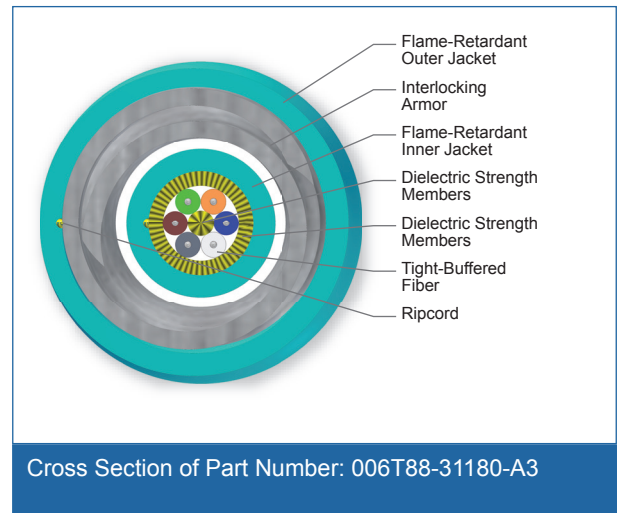 Flame-Retardant
Outer Jacket
Interlocking
Armor
Flame-Retardant
Inner Jacket
Dielectric Strength
Members
Dielectric Strength
Members
Tight-Buffered
Fiber
Ripcord
Cross Section of Part Number: 006T88-31180-A3